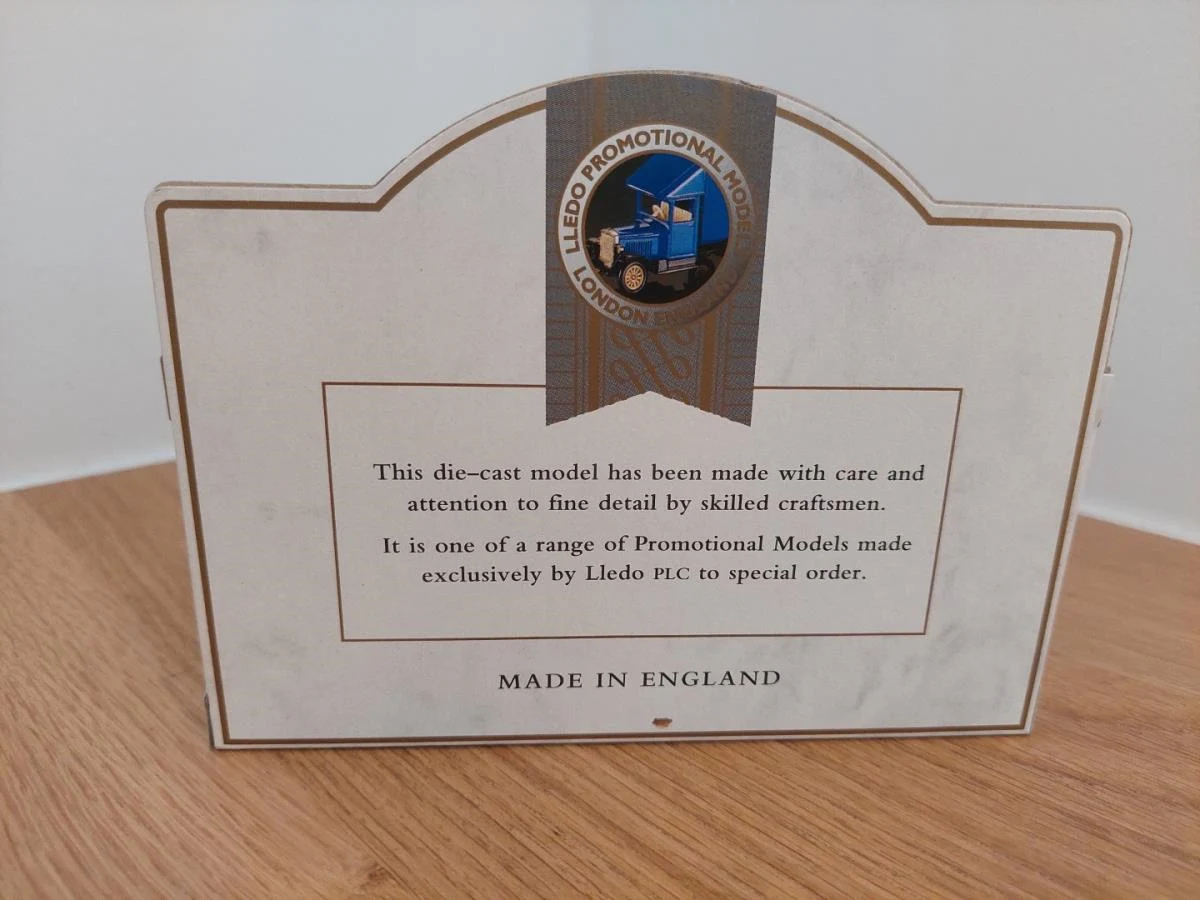 LLEDO PROMOTIONAL MODELS
LONDON ENGLAND
This die–cast model has been made with care and
attention to fine detail by skilled craftsmen.
It is one of a range of Promotional Models made
exclusively by Lledo PLC to special order.
MADE IN ENGLAND